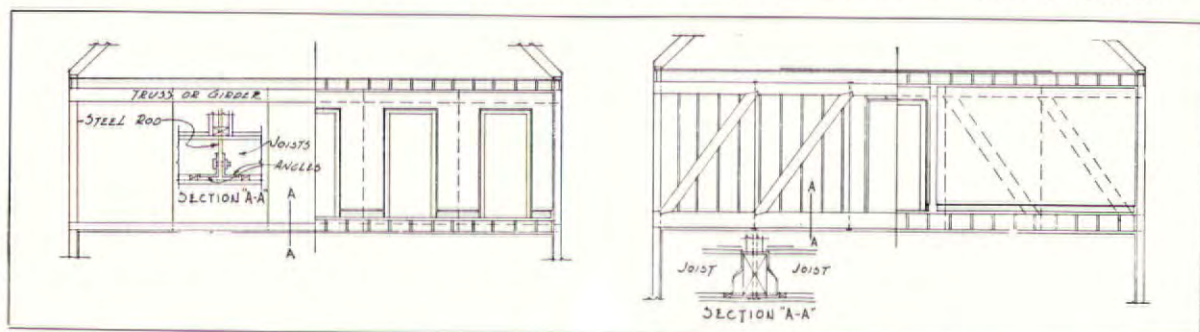 TRUSS OR GIRDER
STEEL ROD
JOISTS
ANGLES
SECTION "A-A"
A
A
A
A
JOIST
JOIST
SECTION "A-A"